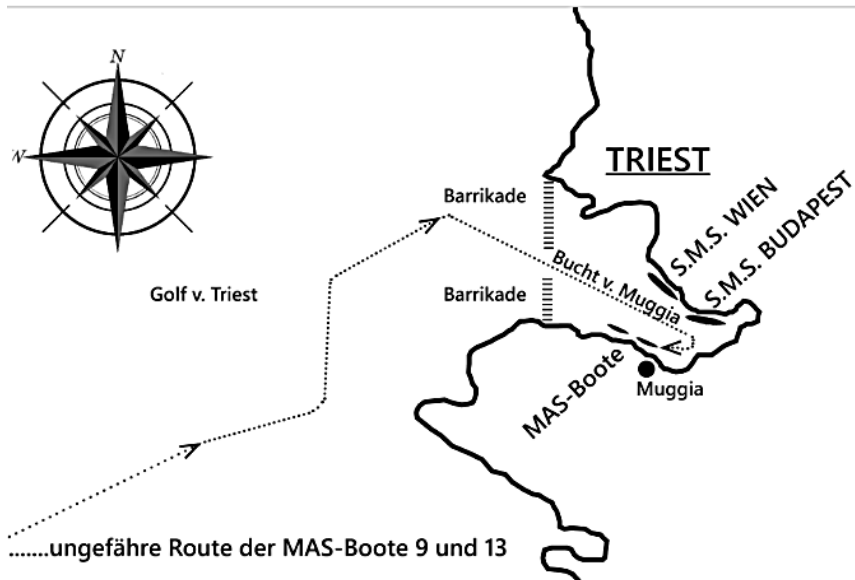 N
W
TRIEST
Barrikade
S.M.S. WIEN
S.M.S. BUDAPEST
Bucht v. Muggia
Golf v. Triest
Barrikade
MAS-Boote
Muggia
.......ungefähre Route der MAS-Boote 9 und 13